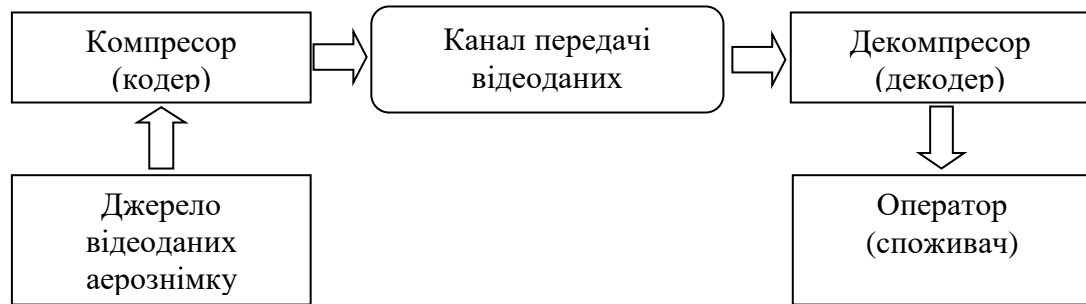 Компресор
(кодер)
Канал передачі
відеоданих
Декомпресор
(декодер)
Джерело
відеоданих
аерознімку
Оператор
(споживач)